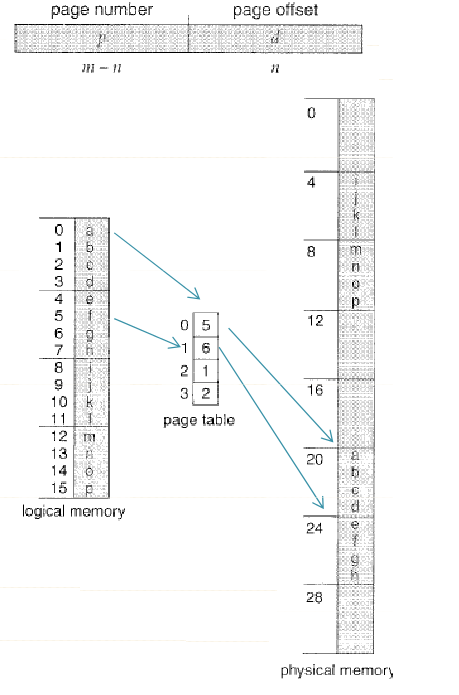 page number page offset
p d
m – n n
0 a
1 b
2 c
3 d
4 e
5 f
6 g
7 h
8 i
9 j
10 k
11 l
12 m
13 n
14 o
15 p
logical memory
0 5
1 6
2 1
3 2
page table
0
4 i
j
k
l
8 m
n
o
p
12
16
20 a
b
c
d
24 e
f
g
h
28
physical memory